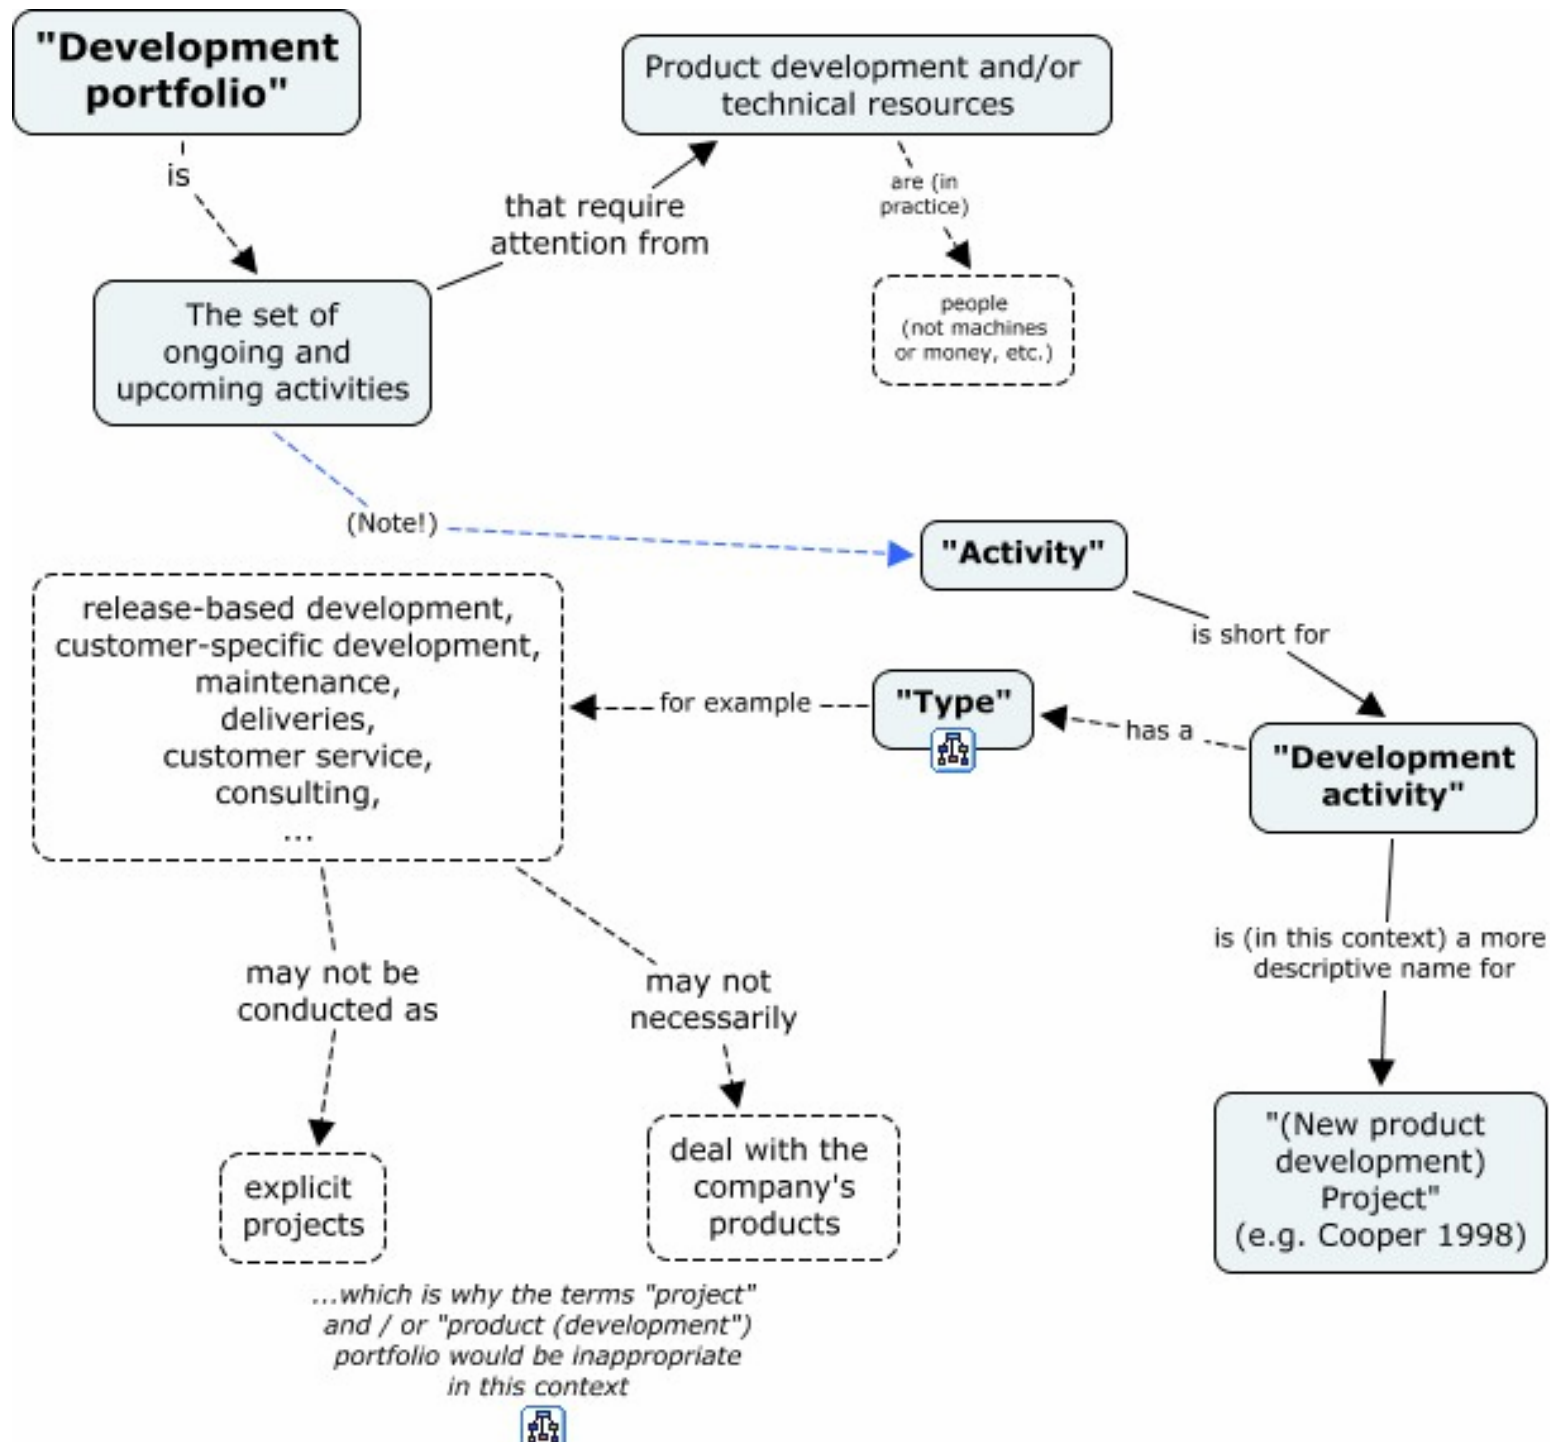 "Development
portfolio"
is
The set of
ongoing and
upcoming activities
that require
attention from
Product development and/or
technical resources
are (in
practice)
people
(not machines
or money, etc.)
(Note!)
"Activity"
is short for
"Development
activity"
has a
"Type"
for example
release-based development,
customer-specific development,
maintenance,
deliveries,
customer service,
consulting,
...
may not be
conducted as
explicit
projects
may not
necessarily
deal with the
company's
products
is (in this context) a more
descriptive name for
"(New product
development)
Project"
(e.g. Cooper 1998)
...which is why the terms "project"
and / or "product (development")
portfolio would be inappropriate
in this context